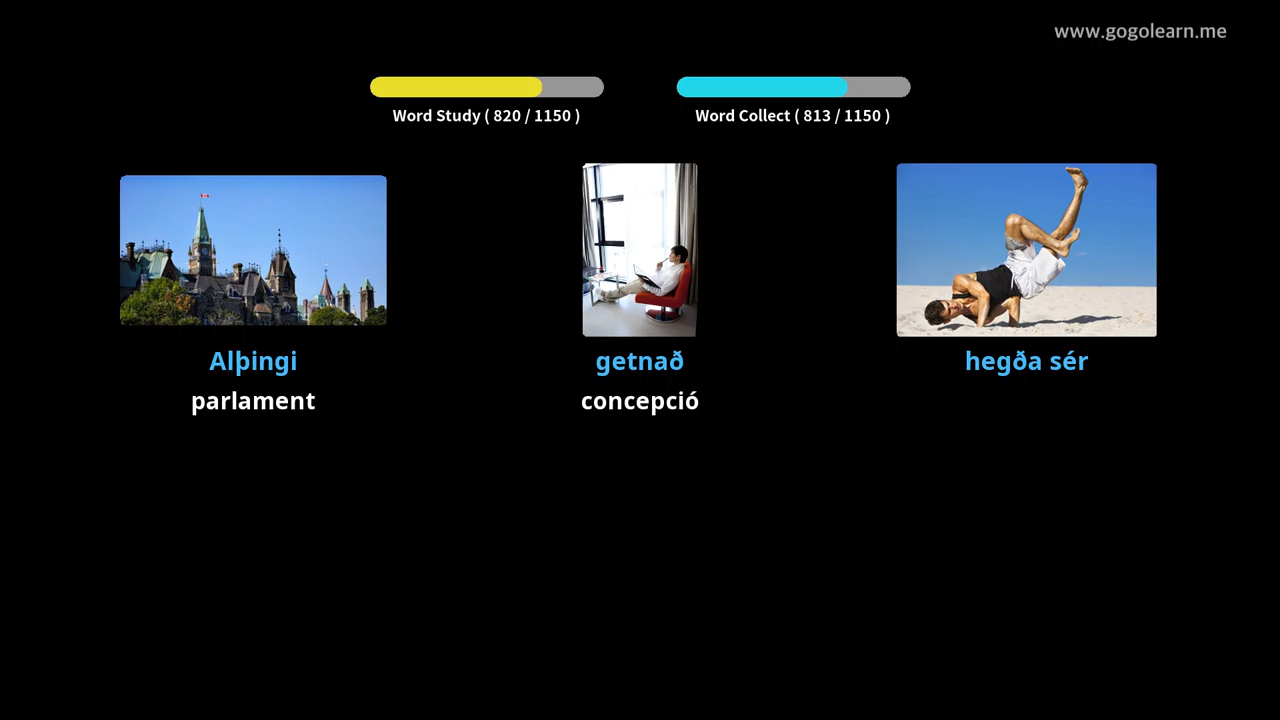 www.gogolearn.me
Word Study ( 820 / 1150 )
Word Collect ( 813 / 1150 )
Alþingi
parlament
getnað
concepció
hegða sér